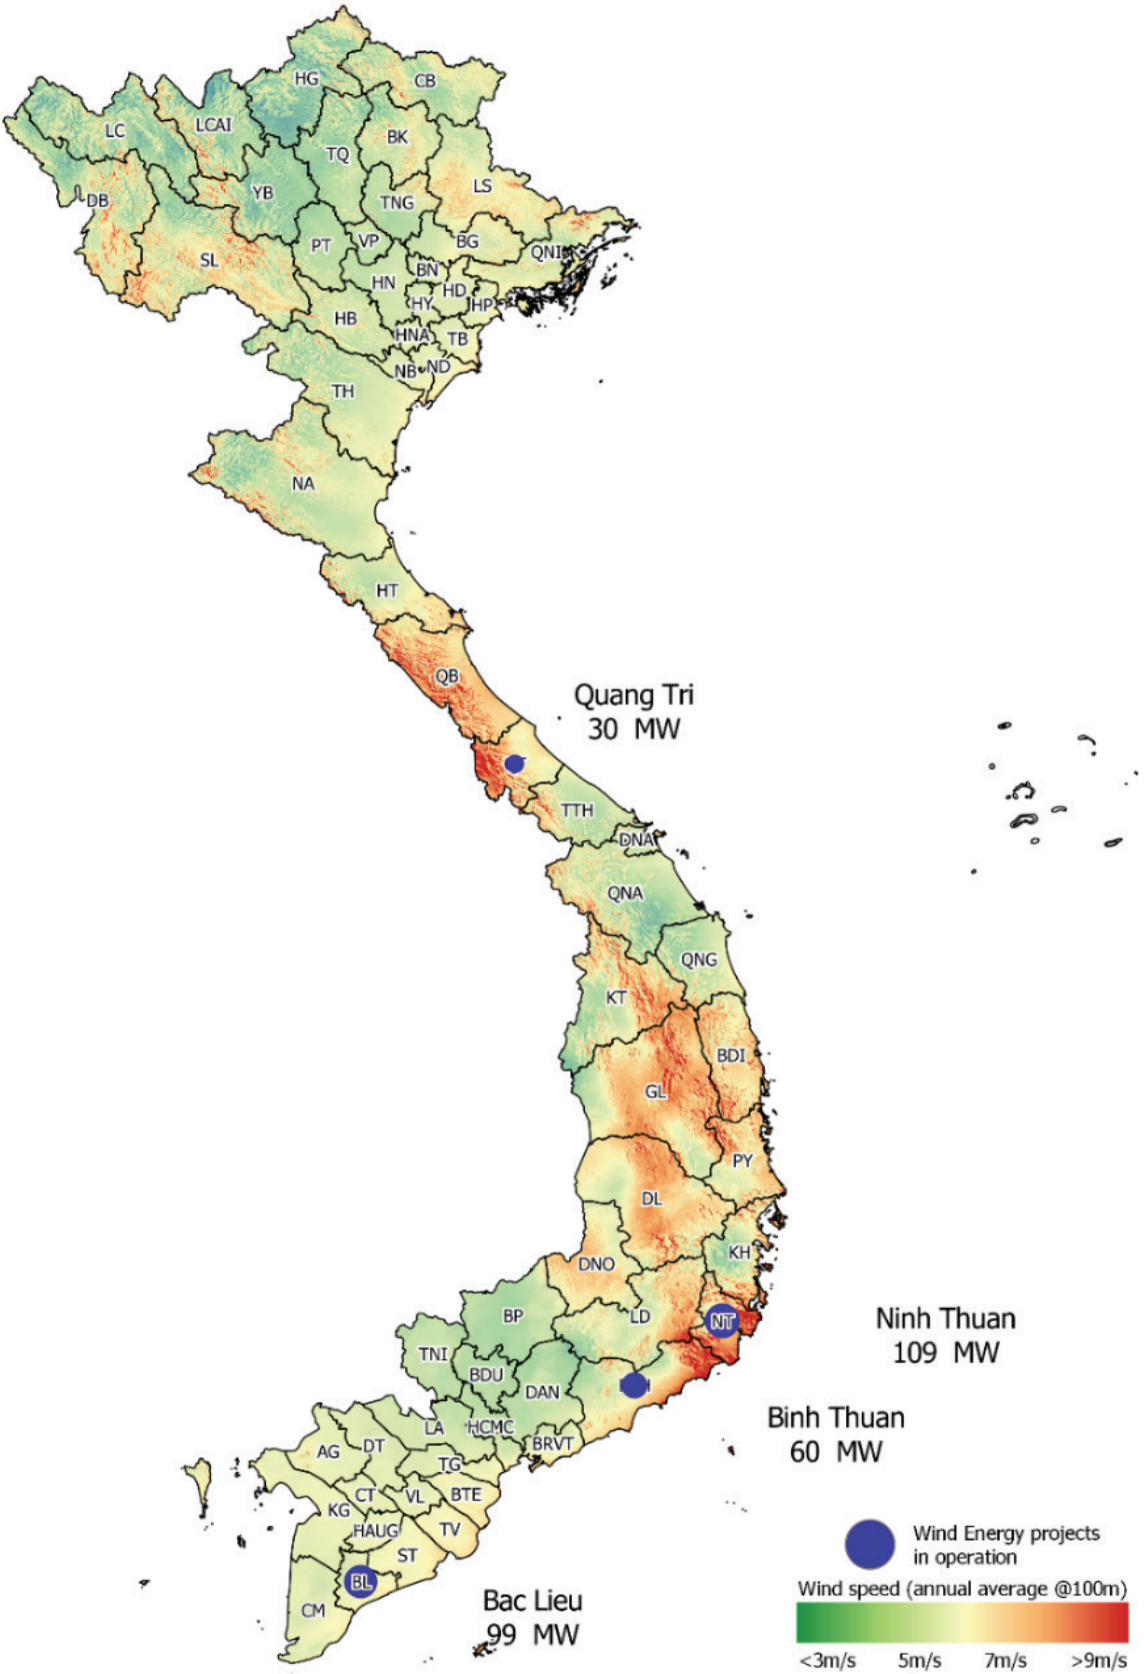 HG
CB
LC
LCAI
BK
TQ
LS
YB
DB
TNG
PT
VP
BG
QNI
SL
BN
HN
HD
HY
HP
HB
HNA
TB
NB
ND
TH
NA
HT
QB
Quang Tri
30 MW
TTH
DNA
QNA
QNG
KT
BDI
GL
PY
DL
KH
DNO
BP
LD
NT
Ninh Thuan
109 MW
TNI
BDU
DAN
Binh Thuan
60 MW
LA
HCMC
BRVT
AG
DT
TG
CT
VL
BTE
KG
HAUG
TV
ST
BL
CM
Bac Lieu
99 MW
Wind Energy projects
in operation
Wind speed (annual average @100m)
<3m/s 5m/s 7m/s >9m/s